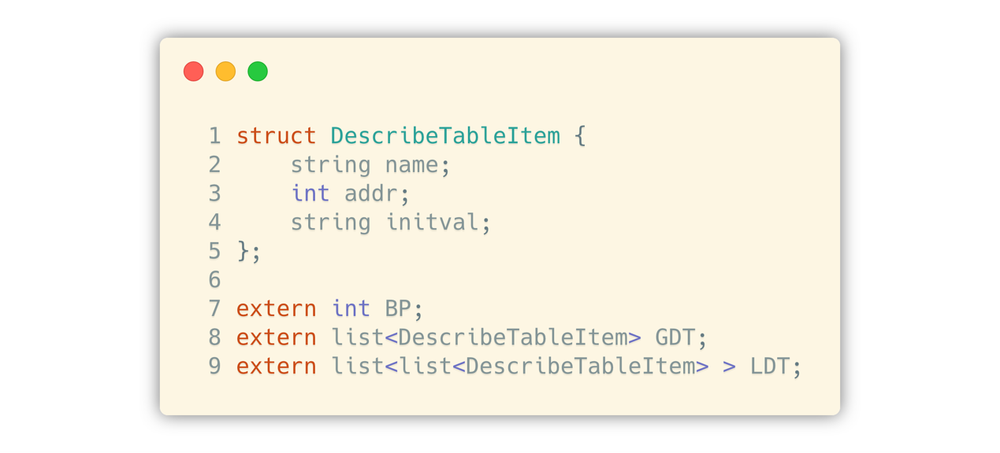 1 struct DescribeTableItem {
2     string name;
3     int addr;
4     string initval;
5 };
6
7 extern int BP;
8 extern list<DescribeTableItem> GDT;
9 extern list<list<DescribeTableItem> > LDT;